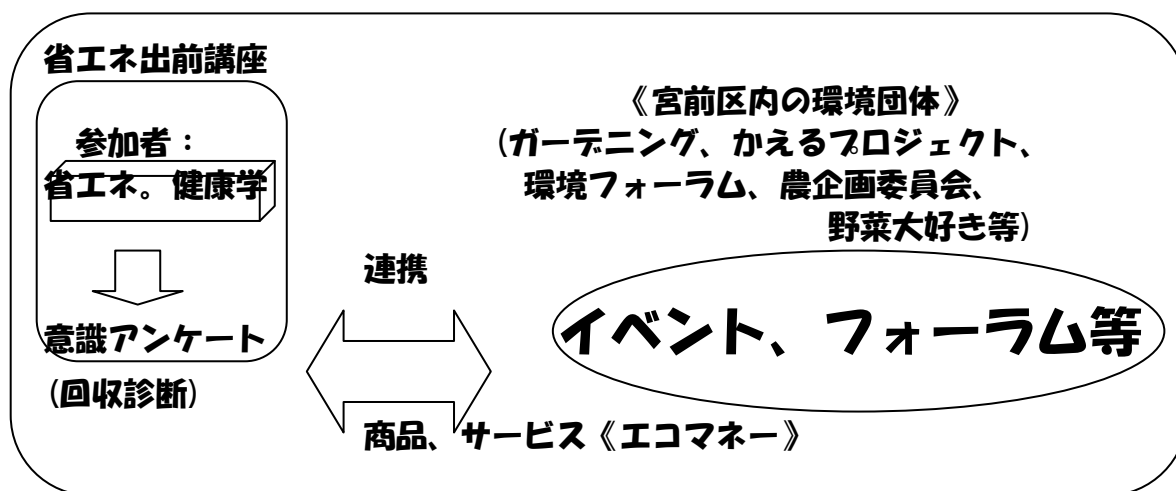 省エネ出前講座
参加者：
省エネ。健康学
意識アンケート
(回収診断)
連携
商品、サービス《エコマネー》
《宮前区内の環境団体》
(ガーデニング、かえるプロジェクト、
環境フォーラム、農企画委員会、
野菜大好き等)
イベント、フォーラム等